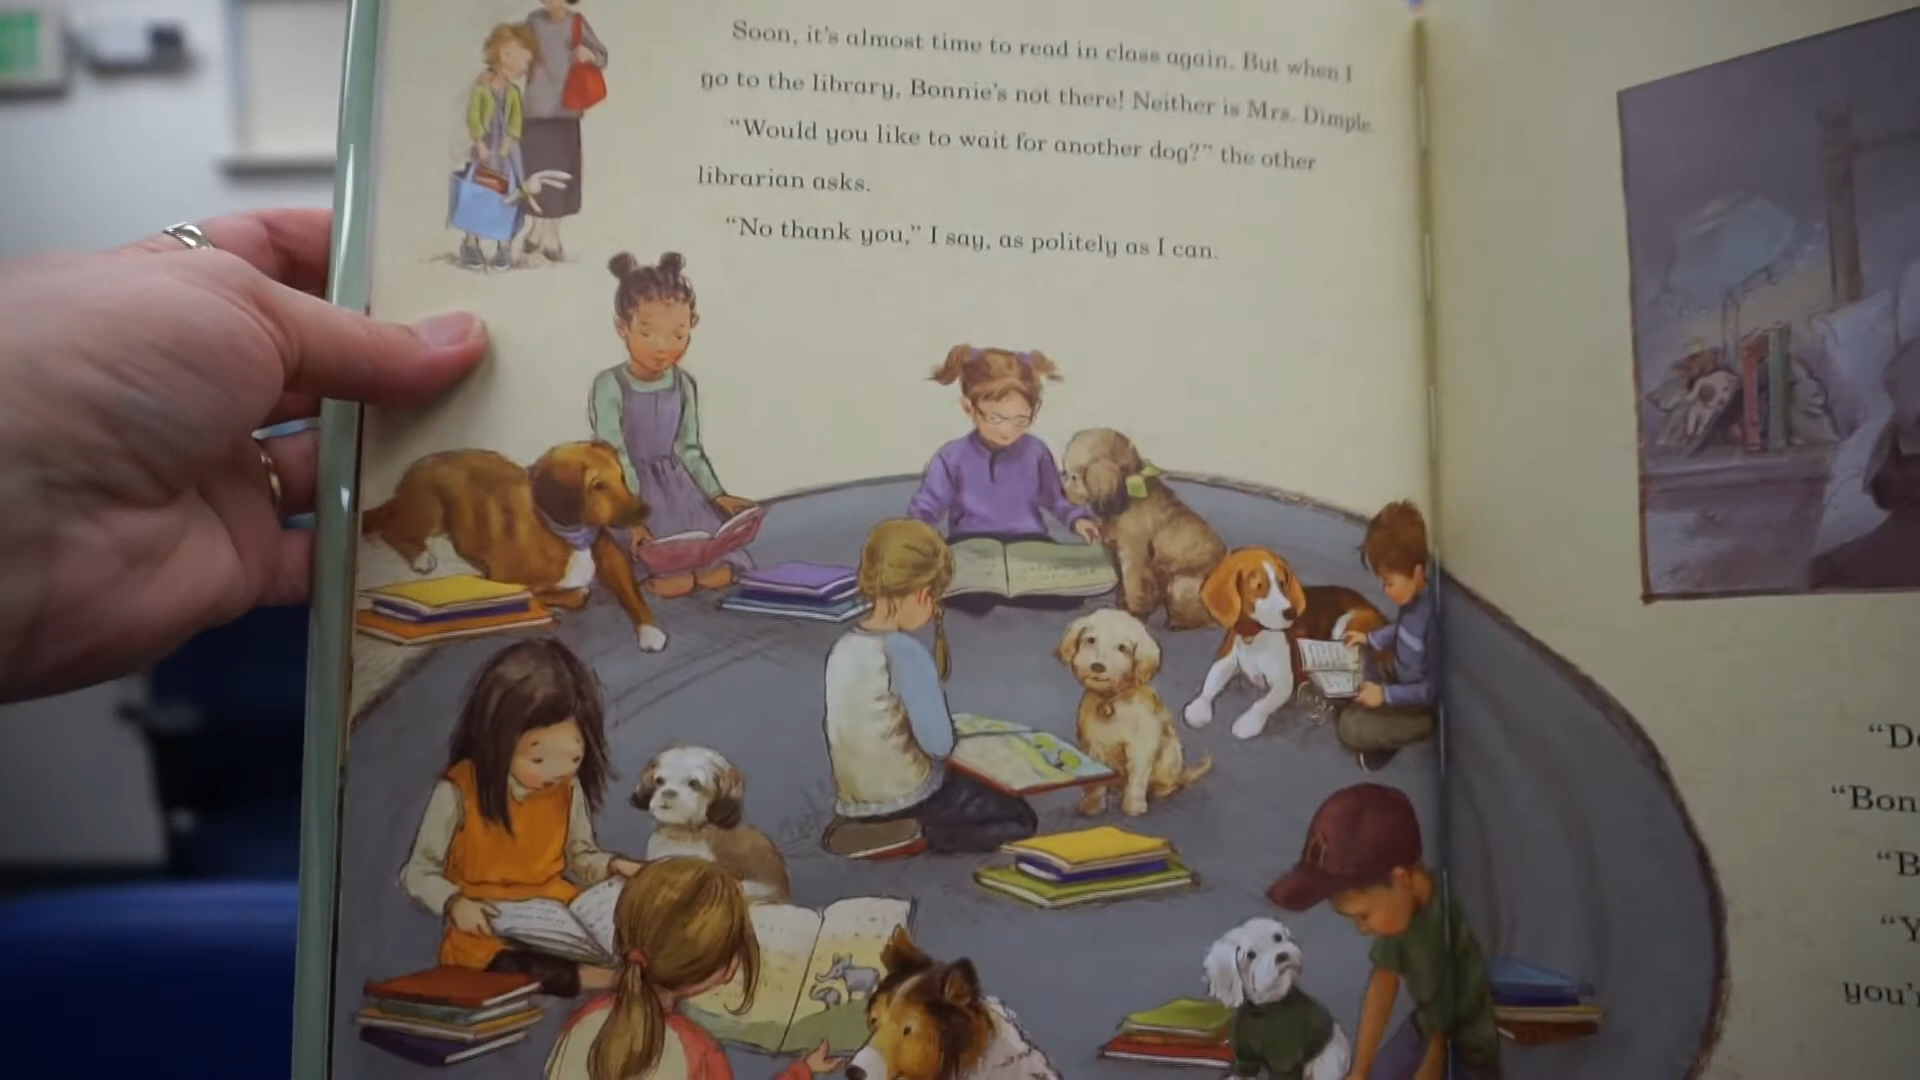 Soon, it's almost time to read in class again. But when I
go to the library, Bonnie's not there! Neither is Mrs. Dimple.
“Would you like to wait for another dog?” the other
librarian asks.
“No thank you,” I say, as politely as I can.
“Bon
“B
“Y
you'r